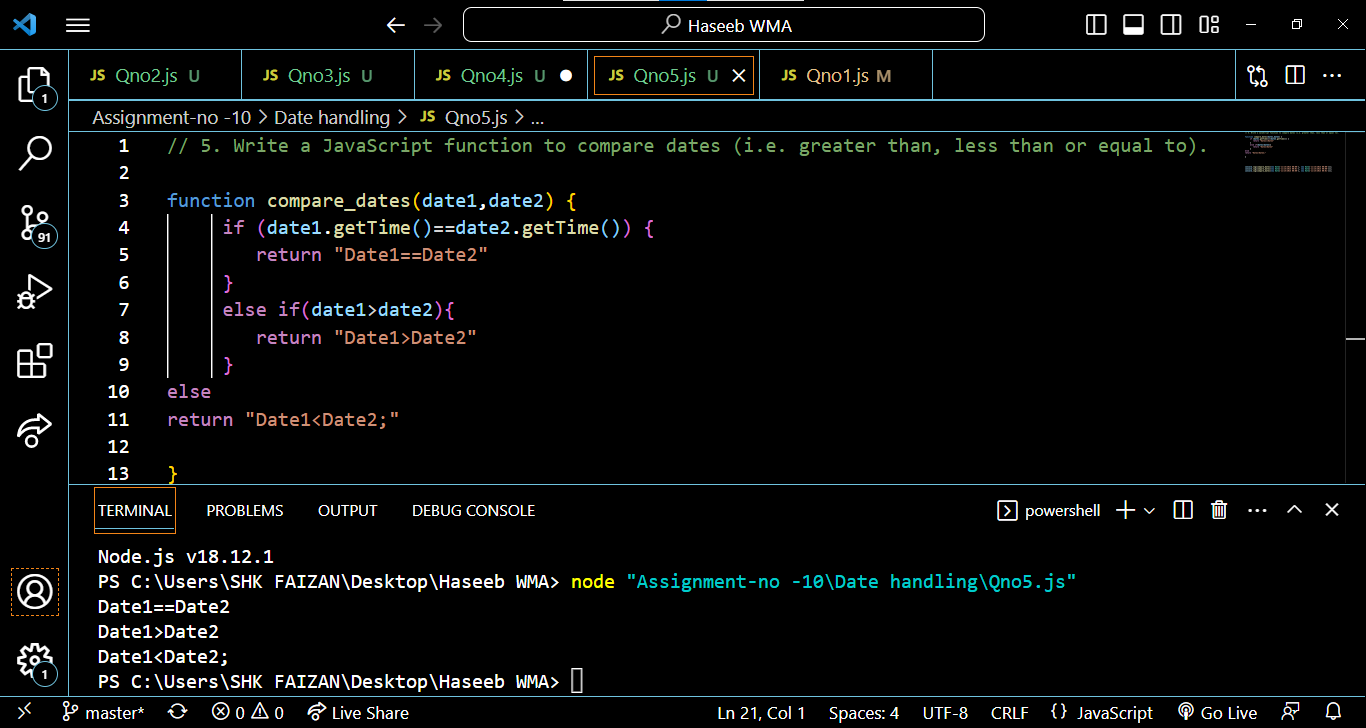 Haseeb WMA
JS Qno2.js U JS Qno3.js U JS Qno4.js U JS Qno5.js U JS Qno1.js M
Assignment-no -10 > Date handling > JS Qno5.js > ...
1 // 5. Write a JavaScript function to compare dates (i.e. greater than, less than or equal to).
2
3 function compare_dates(date1,date2) {
4 if (date1.getTime()==date2.getTime()) {
5 return "Date1==Date2"
6 }
7 else if(date1>date2){
8 return "Date1>Date2"
9 }
10 else
11 return "Date1<Date2;"
12
13 }
1
91
1
TERMINAL PROBLEMS OUTPUT DEBUG CONSOLE powershell
Node.js v18.12.1
PS C:\Users\SHK FAIZAN\Desktop\Haseeb WMA> node "Assignment-no -10\Date handling\Qno5.js"
Date1==Date2
Date1>Date2
Date1<Date2;
PS C:\Users\SHK FAIZAN\Desktop\Haseeb WMA>
master* 0 0 Live Share Ln 21, Col 1 Spaces: 4 UTF-8 CRLF {} JavaScript Go Live